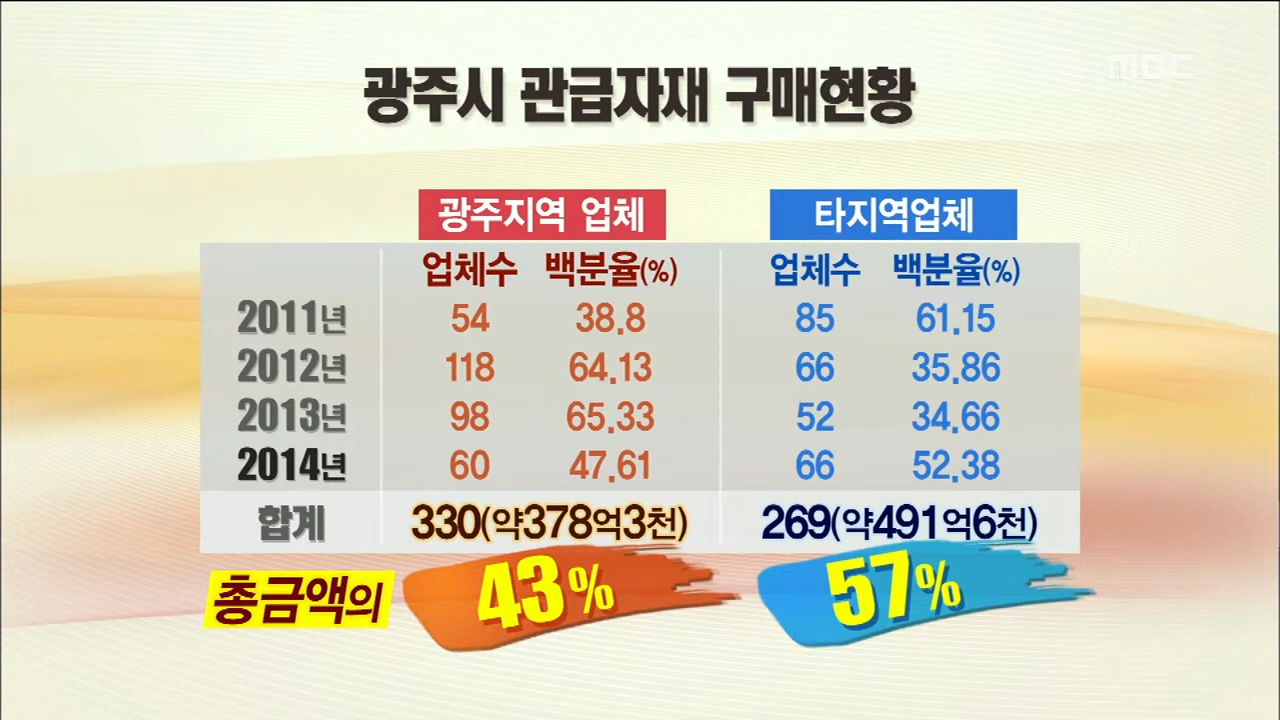 MBC
광주시 관급자재 구매현황
광주지역 업체 타지역업체
업체수 백분율(%) 업체수 백분율(%)
2011년 54 38.8 85 61.15
2012년 118 64.13 66 35.86
2013년 98 65.33 52 34.66
2014년 60 47.61 66 52.38
합계 330(약378억3천) 269(약491억6천)
총금액의 43% 57%